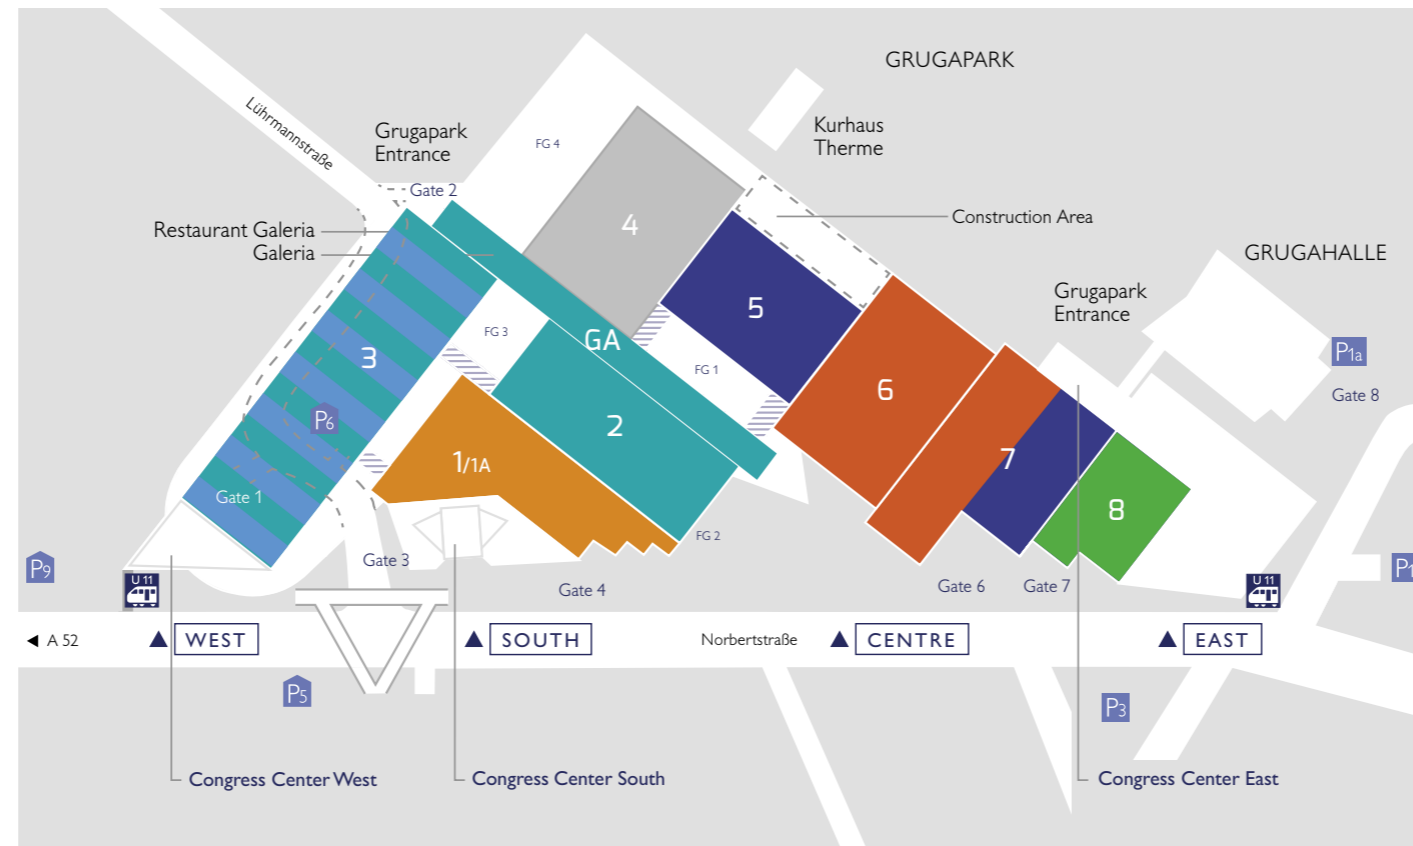 GRUGAPARK
Lührmannstraße
Grugapark
Entrance
Kurhaus
Therme
FG 4
Gate 2
4
Construction Area
Restaurant Galeria
Galeria
GRUGAHALLE
Grugapark
Entrance
5
FG 3
GA
3
FG 1
P1a
Gate 8
6
P6
2
1/1A
7
Gate 1
8
FG 2
P9
Gate 3
Gate 4
Gate 6
Gate 7
U 11
U 11
P1
A 52
WEST
SOUTH
Norbertstraße
CENTRE
EAST
P5
P3
Congress Center West
Congress Center South
Congress Center East